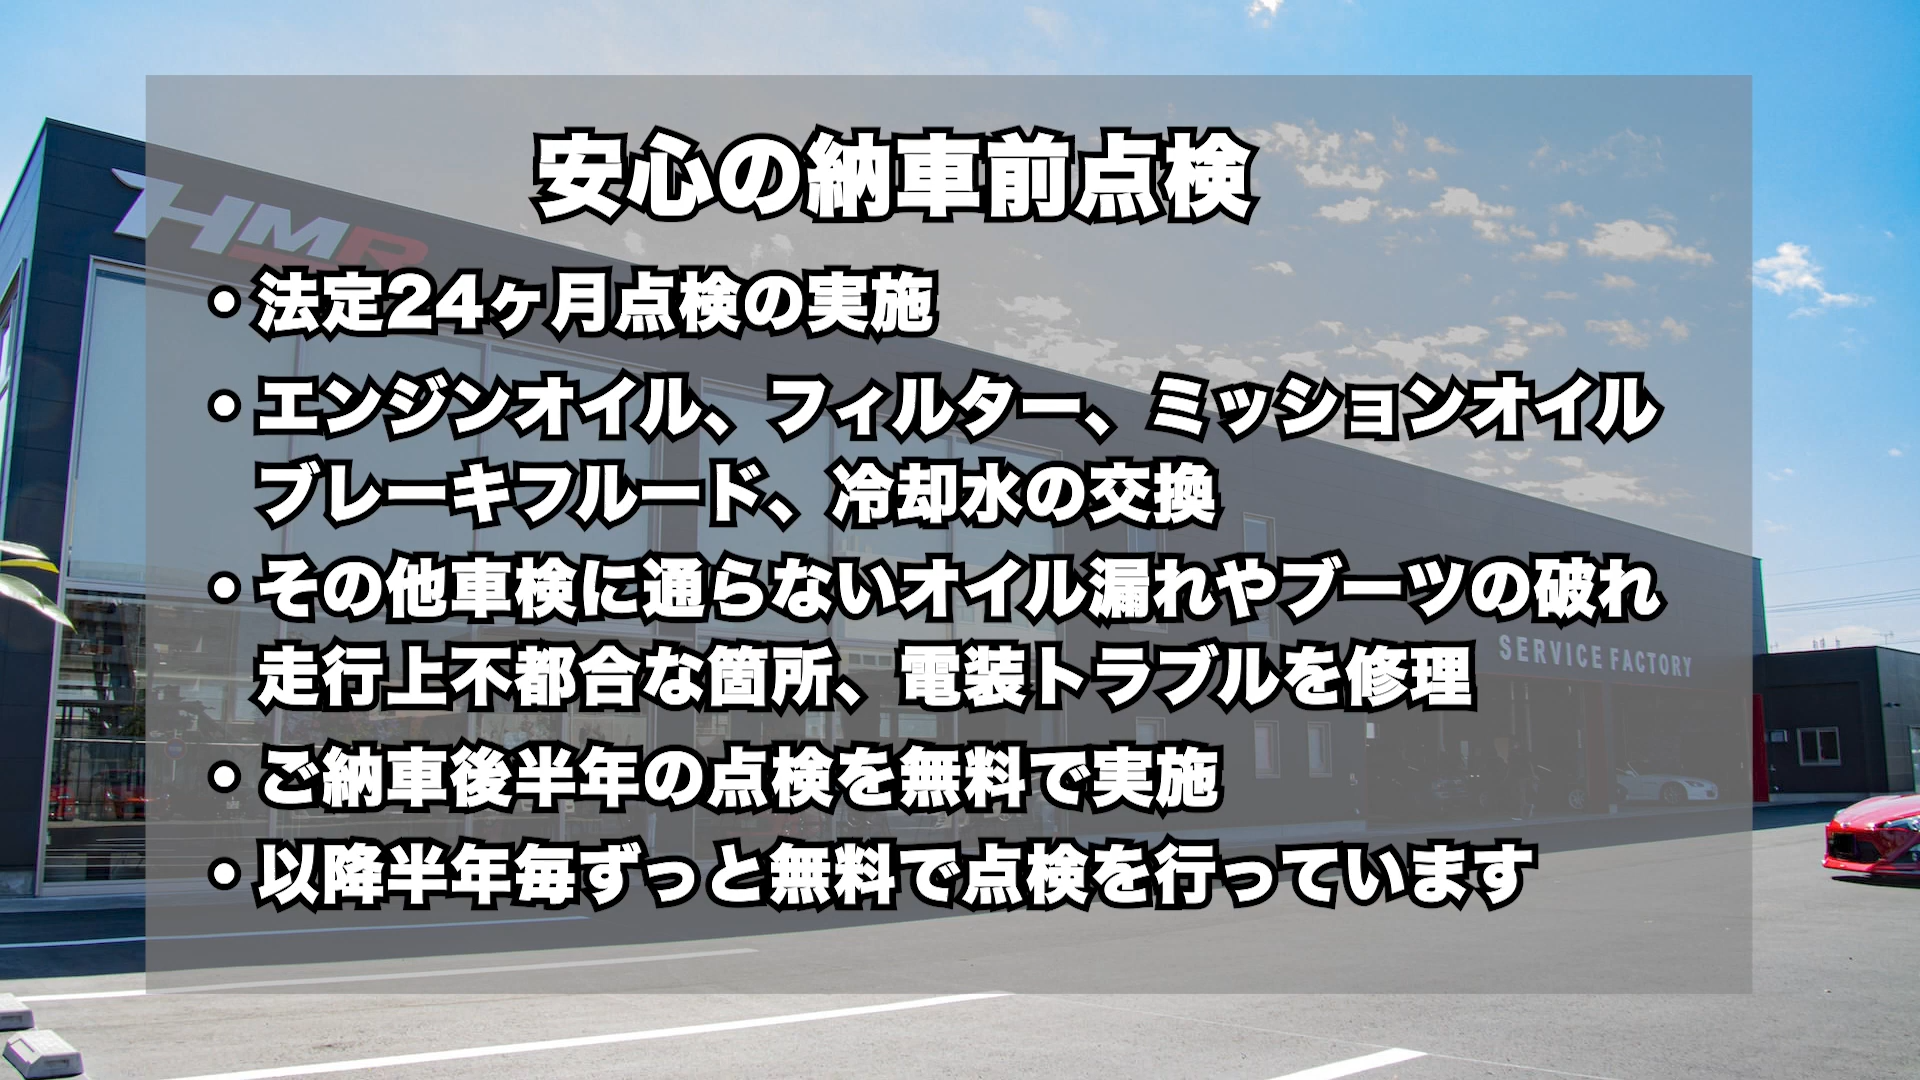 安心の納車前点検
HMR
・法定24ヶ月点検の実施
・エンジンオイル、フィルター、ミッションオイル
ブレーキフルード、冷却水の交換
・その他車検に通らないオイル漏れやブーツの破れ
走行上不都合な箇所、電装トラブルを修理
SERVICE FACTORY
・ご納車後半年の点検を無料で実施
・以降半年毎ずっと無料で点検を行っています